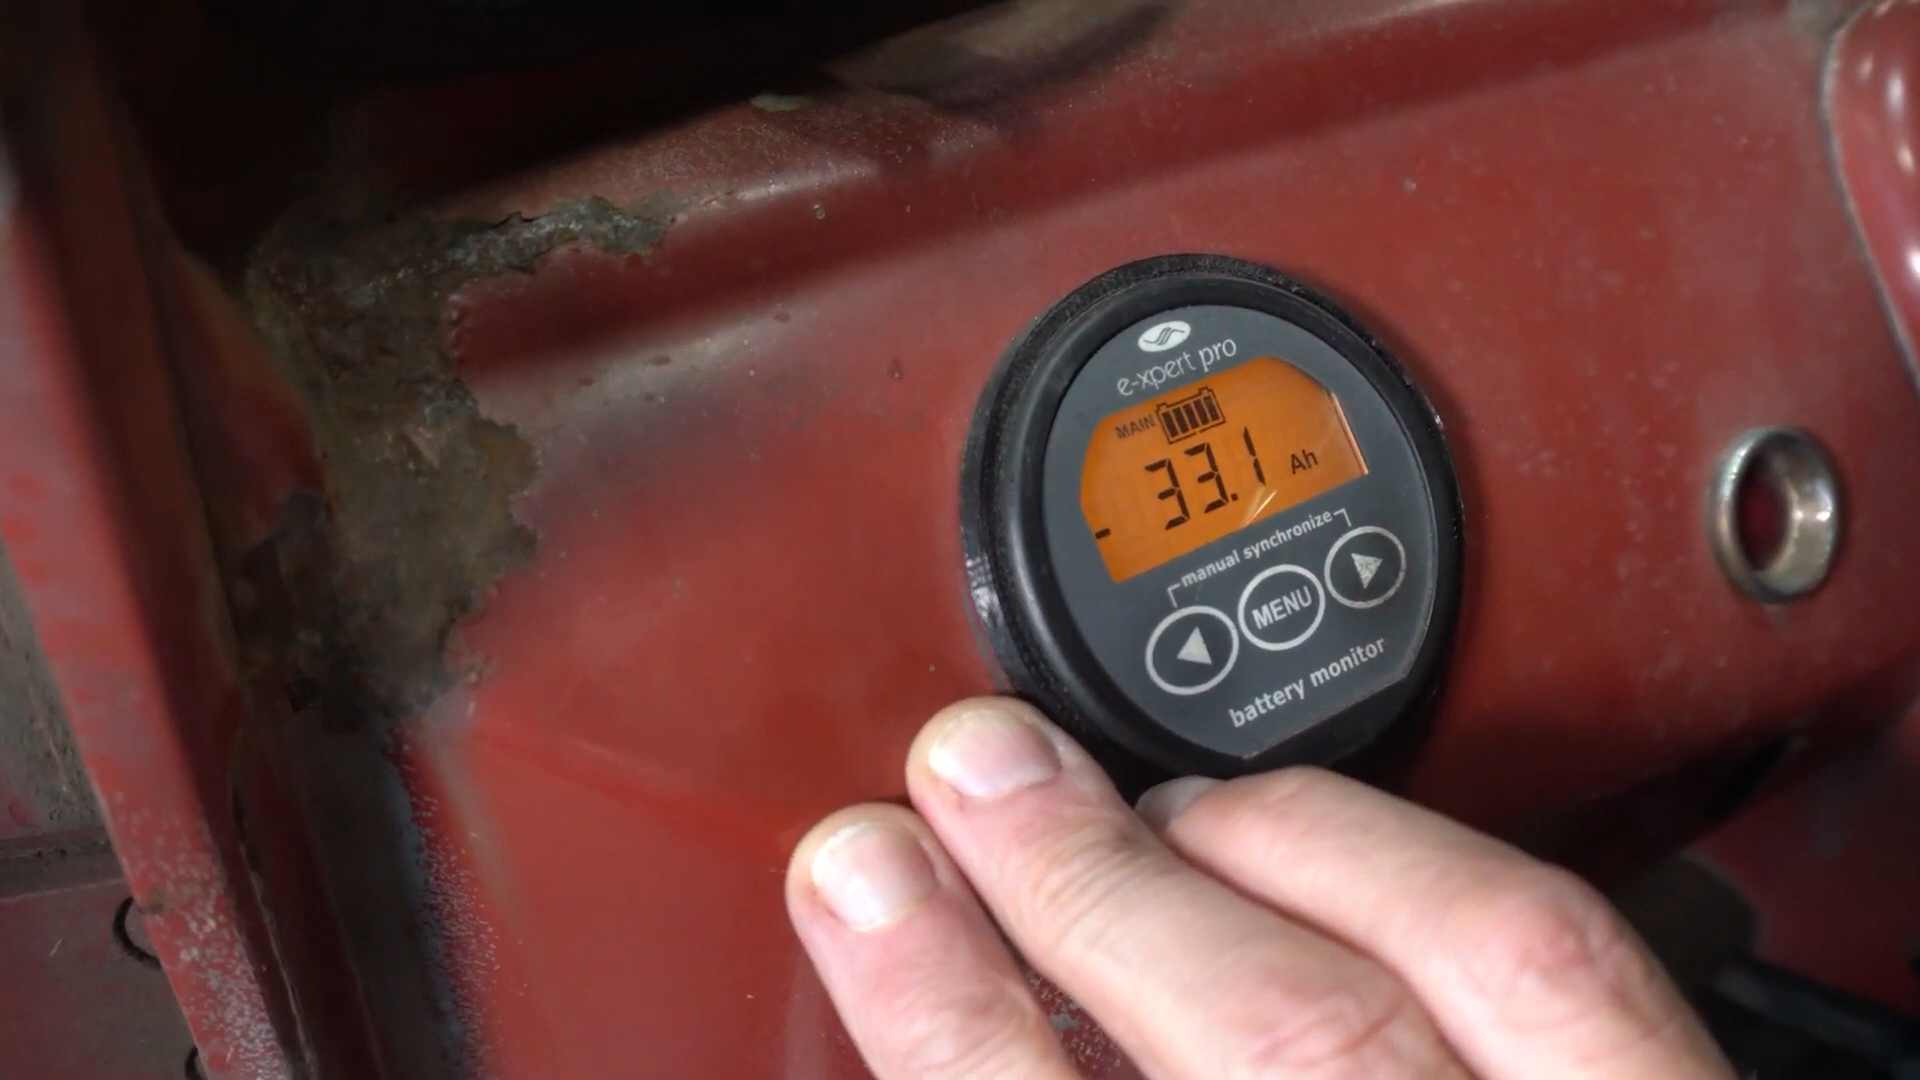 e-xpert pro
MAIN
- 33.1 Ah
manual synchronize
MENU
battery monitor